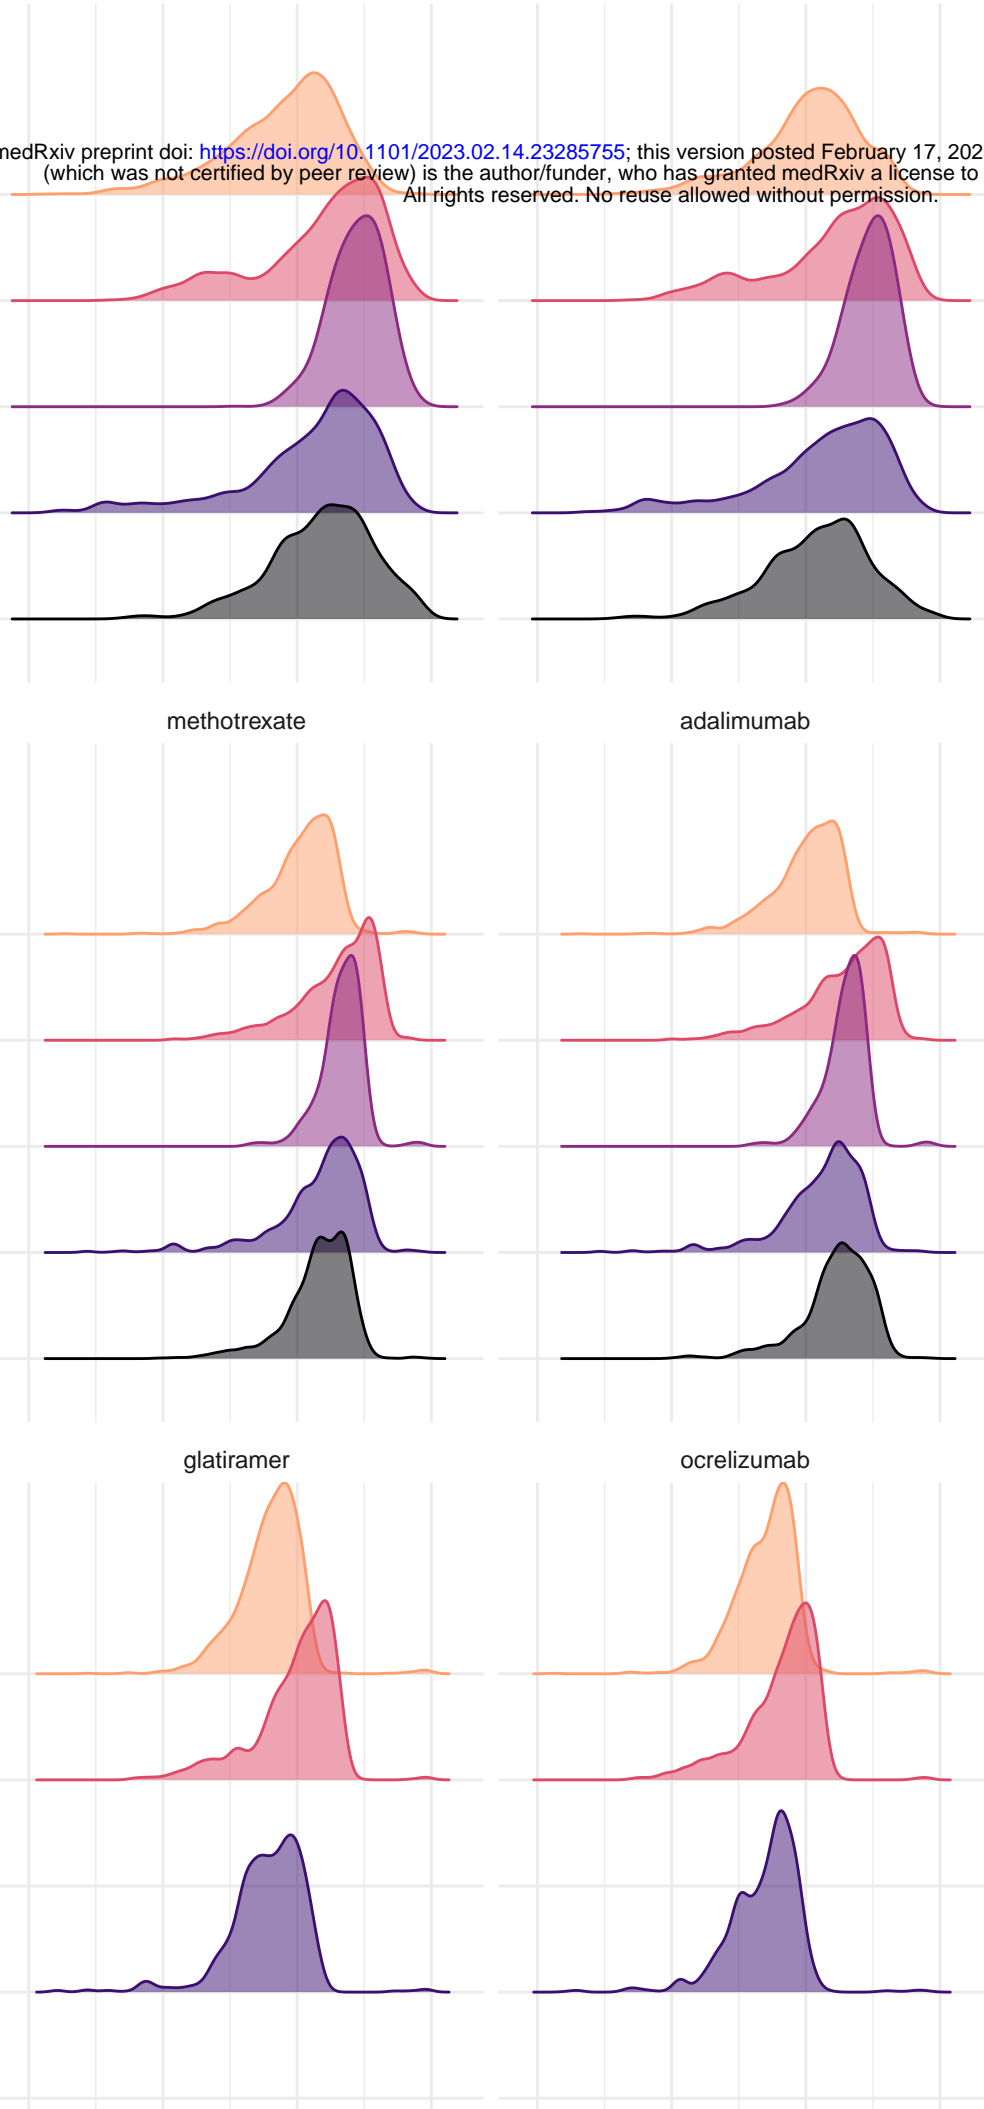 medRxiv preprint doi: https://doi.org/10.1101/2023.02.14.23285755; this version posted February 17, 202
(which was not certified by peer review) is the author/funder, who has granted medRxiv a license to
All rights reserved. No reuse allowed without permission.
methotrexate adalimumab
glatiramer ocrelizumab